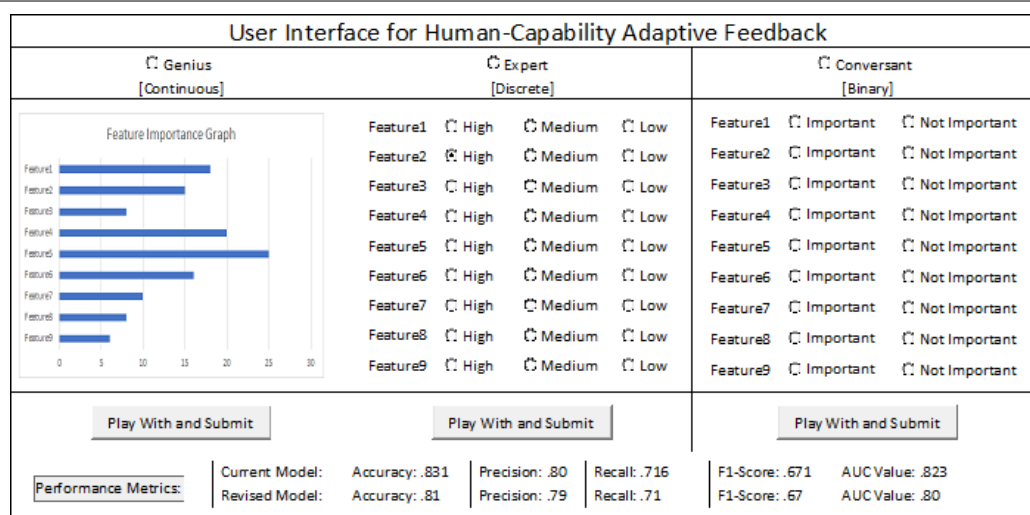 User Interface for Human-Capability Adaptive Feedback
Genius
[Continuous]
Expert
[Discrete]
Conversant
[Binary]
Feature Importance Graph
Feature1
Feature2
Feature3
Feature4
Feature5
Feature6
Feature7
Feature8
Feature9
0 5 10 15 20 25 30
Feature1 High Medium Low
Feature2 High Medium Low
Feature3 High Medium Low
Feature4 High Medium Low
Feature5 High Medium Low
Feature6 High Medium Low
Feature7 High Medium Low
Feature8 High Medium Low
Feature9 High Medium Low
Feature1 Important Not Important
Feature2 Important Not Important
Feature3 Important Not Important
Feature4 Important Not Important
Feature5 Important Not Important
Feature6 Important Not Important
Feature7 Important Not Important
Feature8 Important Not Important
Feature9 Important Not Important
Play With and Submit
Play With and Submit
Play With and Submit
Performance Metrics:
Current Model: Accuracy: .831 Precision: .80 Recall: .716 F1-Score: .671 AUC Value: .823
Revised Model: Accuracy: .81 Precision: .79 Recall: .71 F1-Score: .67 AUC Value: .80